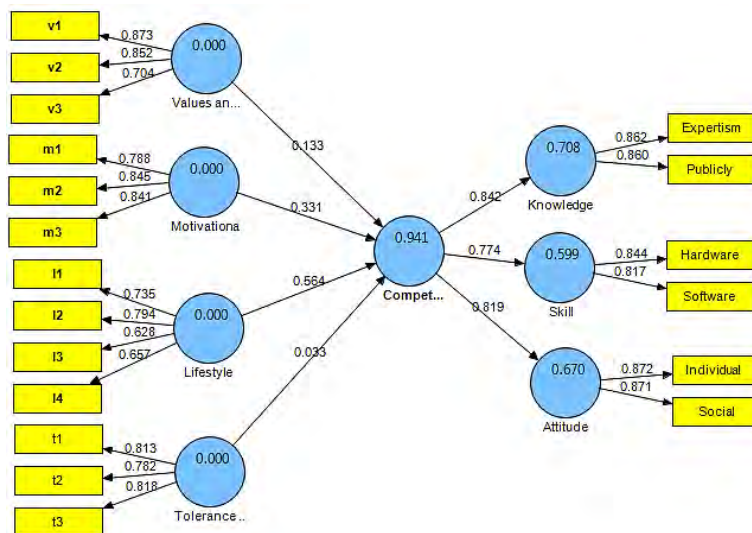 v1
0.873
0.000
v2
0.852
0.704
v3
Values an...
m1
0.788
0.000
m2
0.845
0.841
m3
Motivationa
l1
0.735
0.000
l2
0.794
0.628
l3
0.657
l4
Lifestyle
t1
0.813
0.000
t2
0.782
0.818
t3
Tolerance ..
0.133
0.331
0.564
0.033
0.941
Compet...
0.842
0.774
0.819
0.708
Knowledge
0.862
Expertism
0.860
Publicly
0.599
Skill
0.844
Hardware
0.817
Software
0.670
Attitude
0.872
Individual
0.871
Social